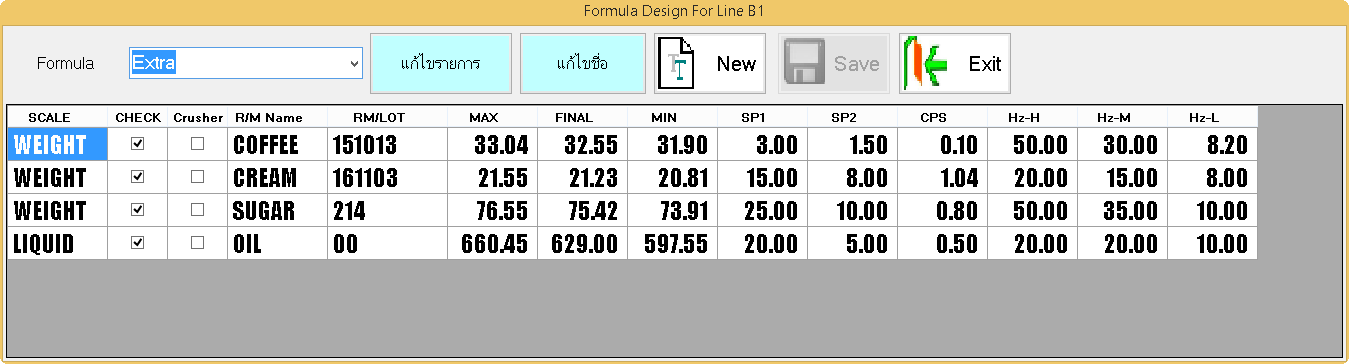 Formula Design For Line B1
Formula Extra แก้ไขรายการ แก้ไขชื่อ New Save Exit
SCALE CHECK Crusher R/M Name RM/LOT MAX FINAL MIN SP1 SP2 CPS Hz-H Hz-M Hz-L
WEIGHT COFFEE 151013 33.04 32.55 31.90 3.00 1.50 0.10 50.00 30.00 8.20
WEIGHT CREAM 161103 21.55 21.23 20.81 15.00 8.00 1.04 20.00 15.00 8.00
WEIGHT SUGAR 214 76.55 75.42 73.91 25.00 10.00 0.80 50.00 35.00 10.00
LIQUID OIL 00 660.45 629.00 597.55 20.00 5.00 0.50 20.00 20.00 10.00